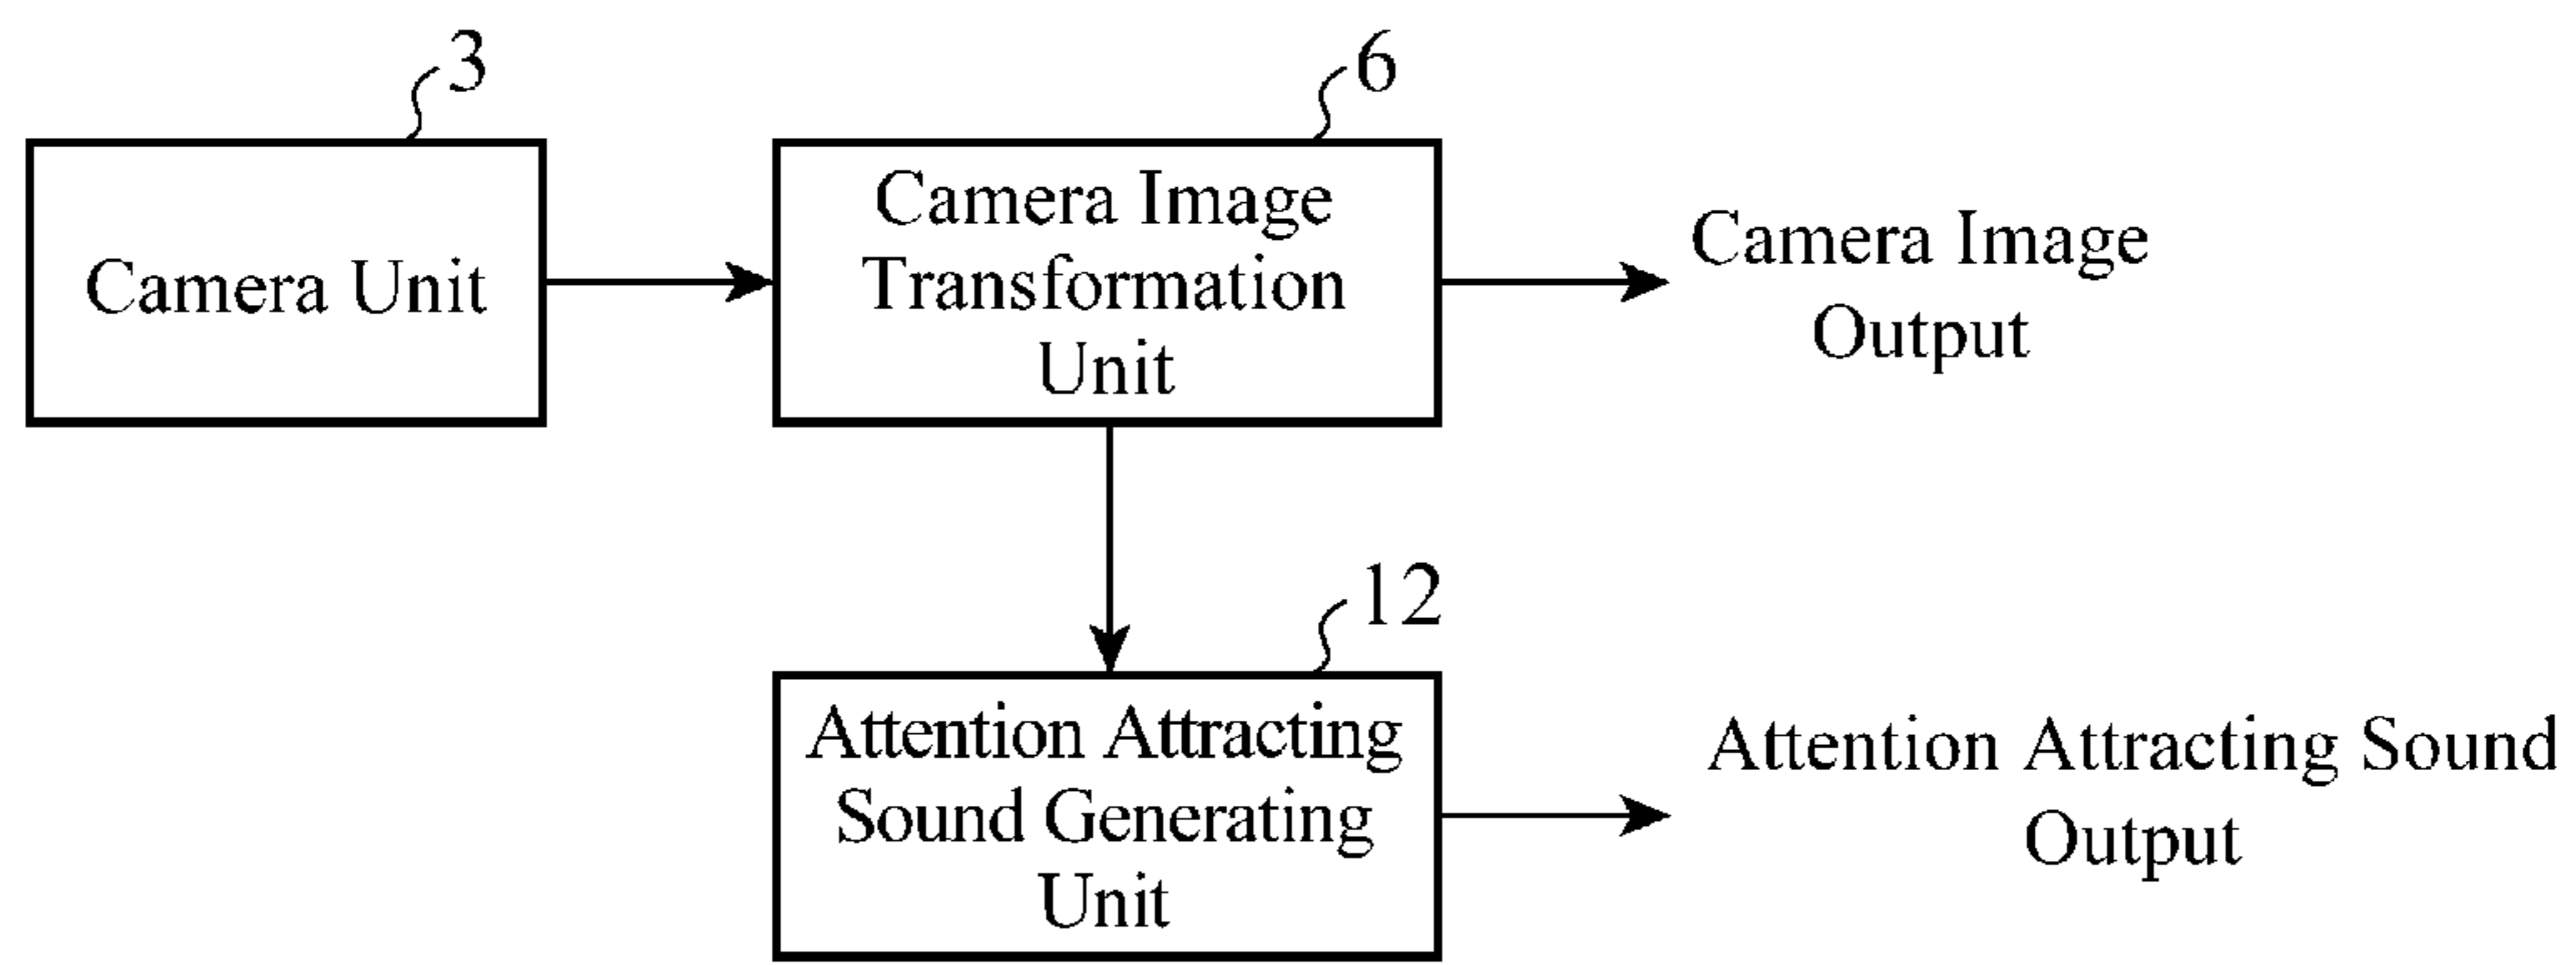 3
6
Camera Unit
Camera Image
Transformation
Unit
Camera Image
Output
12
Attention Attracting
Sound Generating
Unit
Attention Attracting Sound
Output